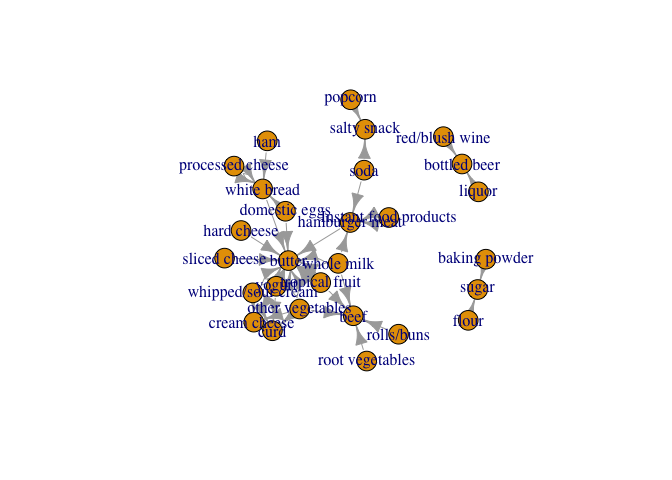 popcorn
salty snack
red/blush wine
ham
processed cheese
bottled beer
soda
white bread
liquor
domestic eggs
Instant food products
hamburger meat
hard cheese
sliced cheese
butter
whole milk
baking powder
tropical fruit
yogurt
whipped/sour cream
sugar
other vegetables
beef
cream cheese
curd
flour
rolls/buns
root vegetables